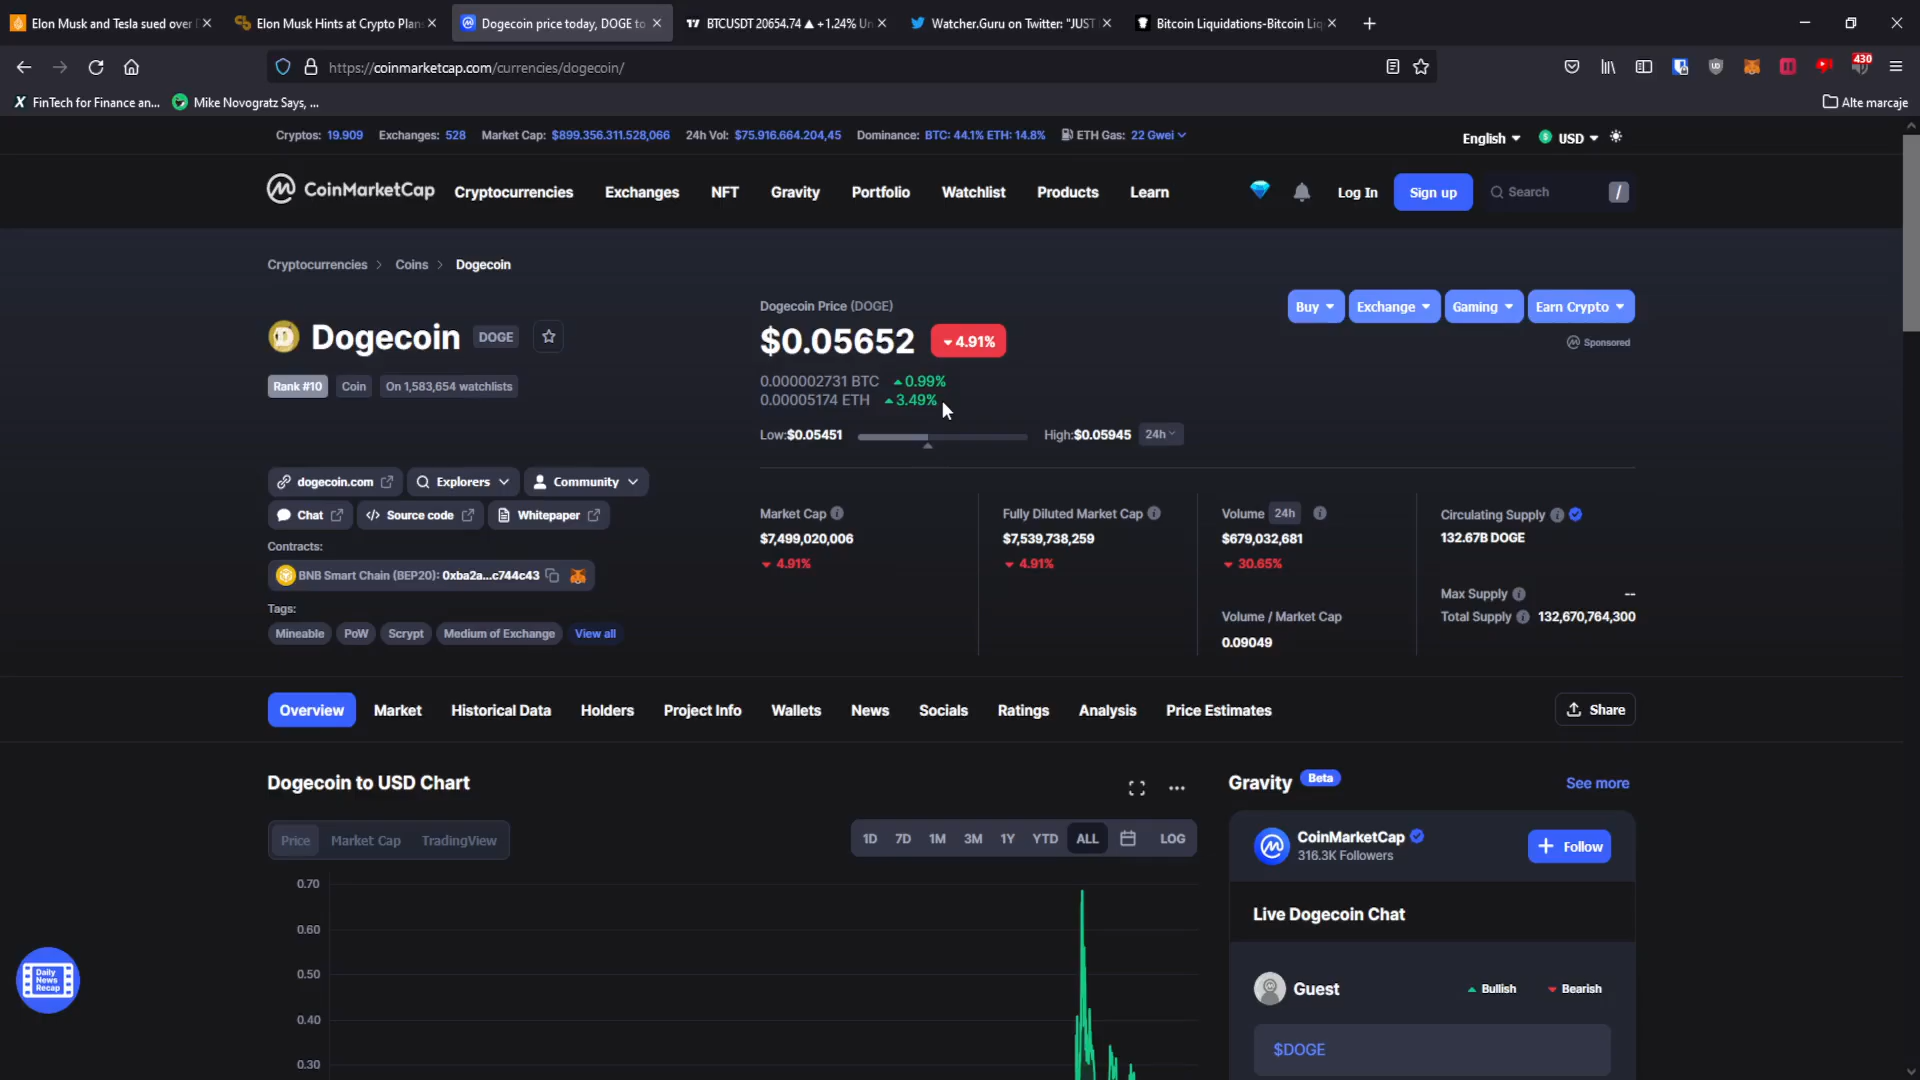 Elon Musk and Tesla sued over
Elon Musk Hints at Crypto Plans
Dogecoin price today, DOGE to
BTCUSDT 20654.74 ▲ +1.24% Un
Watcher.Guru on Twitter: "JUST
Bitcoin Liquidations-Bitcoin Liq
https://coinmarketcap.com/currencies/dogecoin/
430
FinTech for Finance an...
Mike Novogratz Says, ...
Alte marcaje
Cryptos: 19.909 Exchanges: 528 Market Cap: $899.356.311.528,066 24h Vol: $75.916.664.204,45 Dominance: BTC: 44.1% ETH: 14.8% ETH Gas: 22 Gwei
English USD
CoinMarketCap
Cryptocurrencies Exchanges NFT Gravity Portfolio Watchlist Products Learn
Log In Sign up Search /
Cryptocurrencies > Coins > Dogecoin
Dogecoin DOGE
Rank #10 Coin On 1,583,654 watchlists
Dogecoin Price (DOGE)
$0.05652 4.91%
0.000002731 BTC 0.99%
0.00005174 ETH 3.49%
Low:$0.05451 High:$0.05945 24h
Buy Exchange Gaming Earn Crypto
Sponsored
dogecoin.com Explorers Community
Chat Source code Whitepaper
Contracts:
BNB Smart Chain (BEP20): 0xba2a...c744c43
Tags:
Mineable PoW Scrypt Medium of Exchange View all
Market Cap
$7,499,020,006
4.91%
Fully Diluted Market Cap
$7,539,738,259
4.91%
Volume 24h
$679,032,681
30.65%
Volume / Market Cap
0.09049
Circulating Supply
132.67B DOGE
Max Supply --
Total Supply 132,670,764,300
Overview Market Historical Data Holders Project Info Wallets News Socials Ratings Analysis Price Estimates
Share
Dogecoin to USD Chart
Price Market Cap TradingView
1D 7D 1M 3M 1Y YTD ALL LOG
0.70
0.60
0.50
0.40
0.30
Daily
News
Recap
Gravity Beta See more
CoinMarketCap
316.3K Followers
Follow
Live Dogecoin Chat
Guest Bullish Bearish
$DOGE